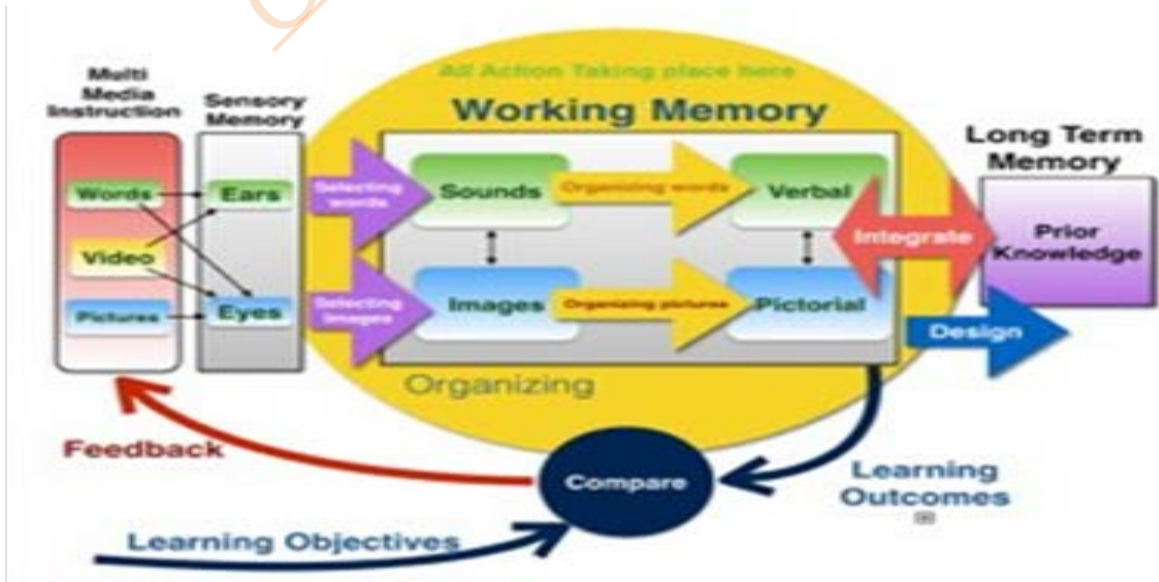 All Action Taking place here
Multi
Media
Instruction
Sensory
Memory
Working Memory
Long Term
Memory
Words
Ears
Selecting
words
Sounds
Organizing words
Verbal
Video
Integrate
Prior
Knowledge
Pictures
Eyes
Selecting
Images
Images
Organizing pictures
Pictorial
Design
Organizing
Feedback
Compare
Learning
Outcomes
Learning Objectives